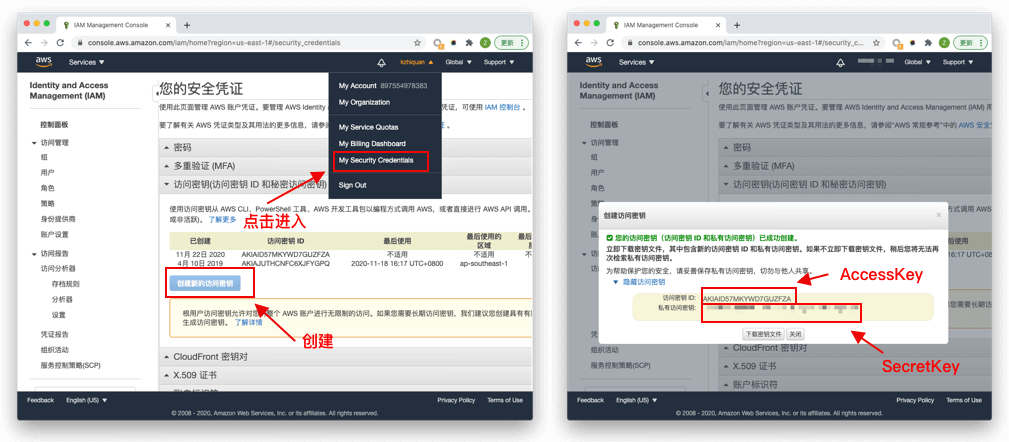 IAM Management Console
console.aws.amazon.com/iam/home?region=us-east-1#/security_credentials
Z
更新
aws
Services
kzhiquan
Global
Support
Identity and Access
Management (IAM)
控制面板
访问管理
组
用户
角色
策略
身份提供商
账户设置
访问报告
访问分析器
存档规则
分析器
设置
凭证报告
组织活动
服务控制策略(SCP)
My Account 897554978383
My Organization
My Service Quotas
My Billing Dashboard
My Security Credentials
Sign Out
您的安全凭证
使用此页面管理 AWS 账户凭证。要管理 AWS Identity and
，可使用 IAM 控制台 。
要了解有关 AWS 凭证类型及其用法的更多信息，请参阅
密码
多重验证 (MFA)
访问密钥(访问密钥 ID 和秘密访问密钥)
使用访问密钥从 AWS CLI、PowerShell 工具、AWS 开发工具包以编程方式调用 AWS，或者直接进行 AWS API 调用。
或非活跃)。 了解更多
点击进入
已创建 访问密钥 ID 最后使用 最后使用的
区域
11月 22日 2020 AKIAID57MKYWD7GUZFZA 不适用 不适用
4月 10日 2019 AKIAJUTHCNFC6XJFYGPQ 2020-11-18 16:17 UTC+0800 ap-southeast-1
创建新的访问密钥
创建
根用户访问密钥允许对您 整个 AWS 账户进行无限制的访问。如果您需要长期访问密钥，我们建议您创建具有有
生成访问密钥。 了解详情
CloudFront 密钥对
X.509 证书
账户标识符
Feedback
English (US)
Privacy Policy
Terms of Use
© 2008 - 2020, Amazon Web Services, Inc. or its affiliates. All rights reserved.
IAM Management Console
console.aws.amazon.com/iam/home?region=us-east-1#/security_c...
Z
更新
aws
Services
Global
Support
Identity and Access
Management (IAM)
控制面板
访问管理
组
用户
角色
策略
身份提供商
账户设置
访问报告
组织活动
服务控制策略(SCP)
您的安全凭证
使用此页面管理 AWS 账户凭证。要管理 AWS Identity and Access Management (IAM) 用
要了解有关 AWS 凭证类型及其用法的更多信息，请参阅“AWS 常规参考”中的 AWS 安全
密码
多重验证 (MFA)
访问密钥(访问密钥 ID 和秘密访问密钥)
创建访问密钥
您的访问密钥（访问密钥 ID 和私有访问密钥）已成功创建。
立即下载密钥文件，其中包含新的访问密钥 ID 和私有访问密钥。如果不立即下载密钥文件，稍后您将无法再
次检索私有访问密钥。
为帮助保护您的安全，请妥善保存私有访问密钥，切勿与他人共享。
隐藏访问密钥
AccessKey
访问密钥 ID: AKIAID57MKYWD7GUZFZA
私有访问密钥:
下载密钥文件
关闭
SecretKey
CloudFront 密钥对
X.509 证书
账户标识符
Feedback
English (US)
Privacy Policy
Terms of Use
© 2008 - 2020, Amazon Web Services, Inc. or its affiliates. All rights reserved.